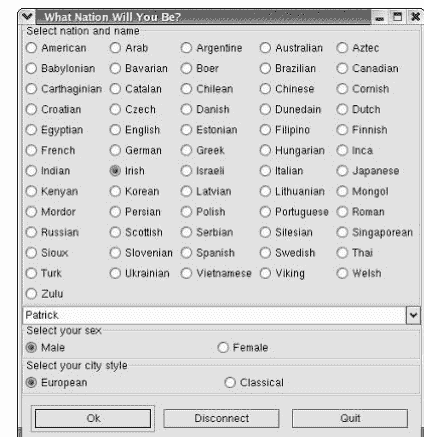 What Nation Will You Be?
Select nation and name
American Arab Argentine Australian Aztec
Babylonian Bavarian Boer Brazilian Canadian
Carthaginian Catalan Chilean Chinese Cornish
Croatian Czech Danish Dunedain Dutch
Egyptian English Estonian Filipino Finnish
French German Greek Hungarian Inca
Indian Irish Israeli Italian Japanese
Kenyan Korean Latvian Lithuanian Mongol
Mordor Persian Polish Portuguese Roman
Russian Scottish Serbian Silesian Singaporean
Sioux Slovenian Spanish Swedish Thai
Turk Ukrainian Vietnamese Viking Welsh
Zulu
Patrick
Select your sex
Male Female
Select your city style
European Classical
Ok Disconnect Quit